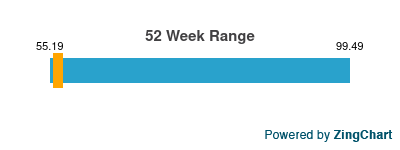 52 Week Range
55.19
99.49
Powered by ZingChart